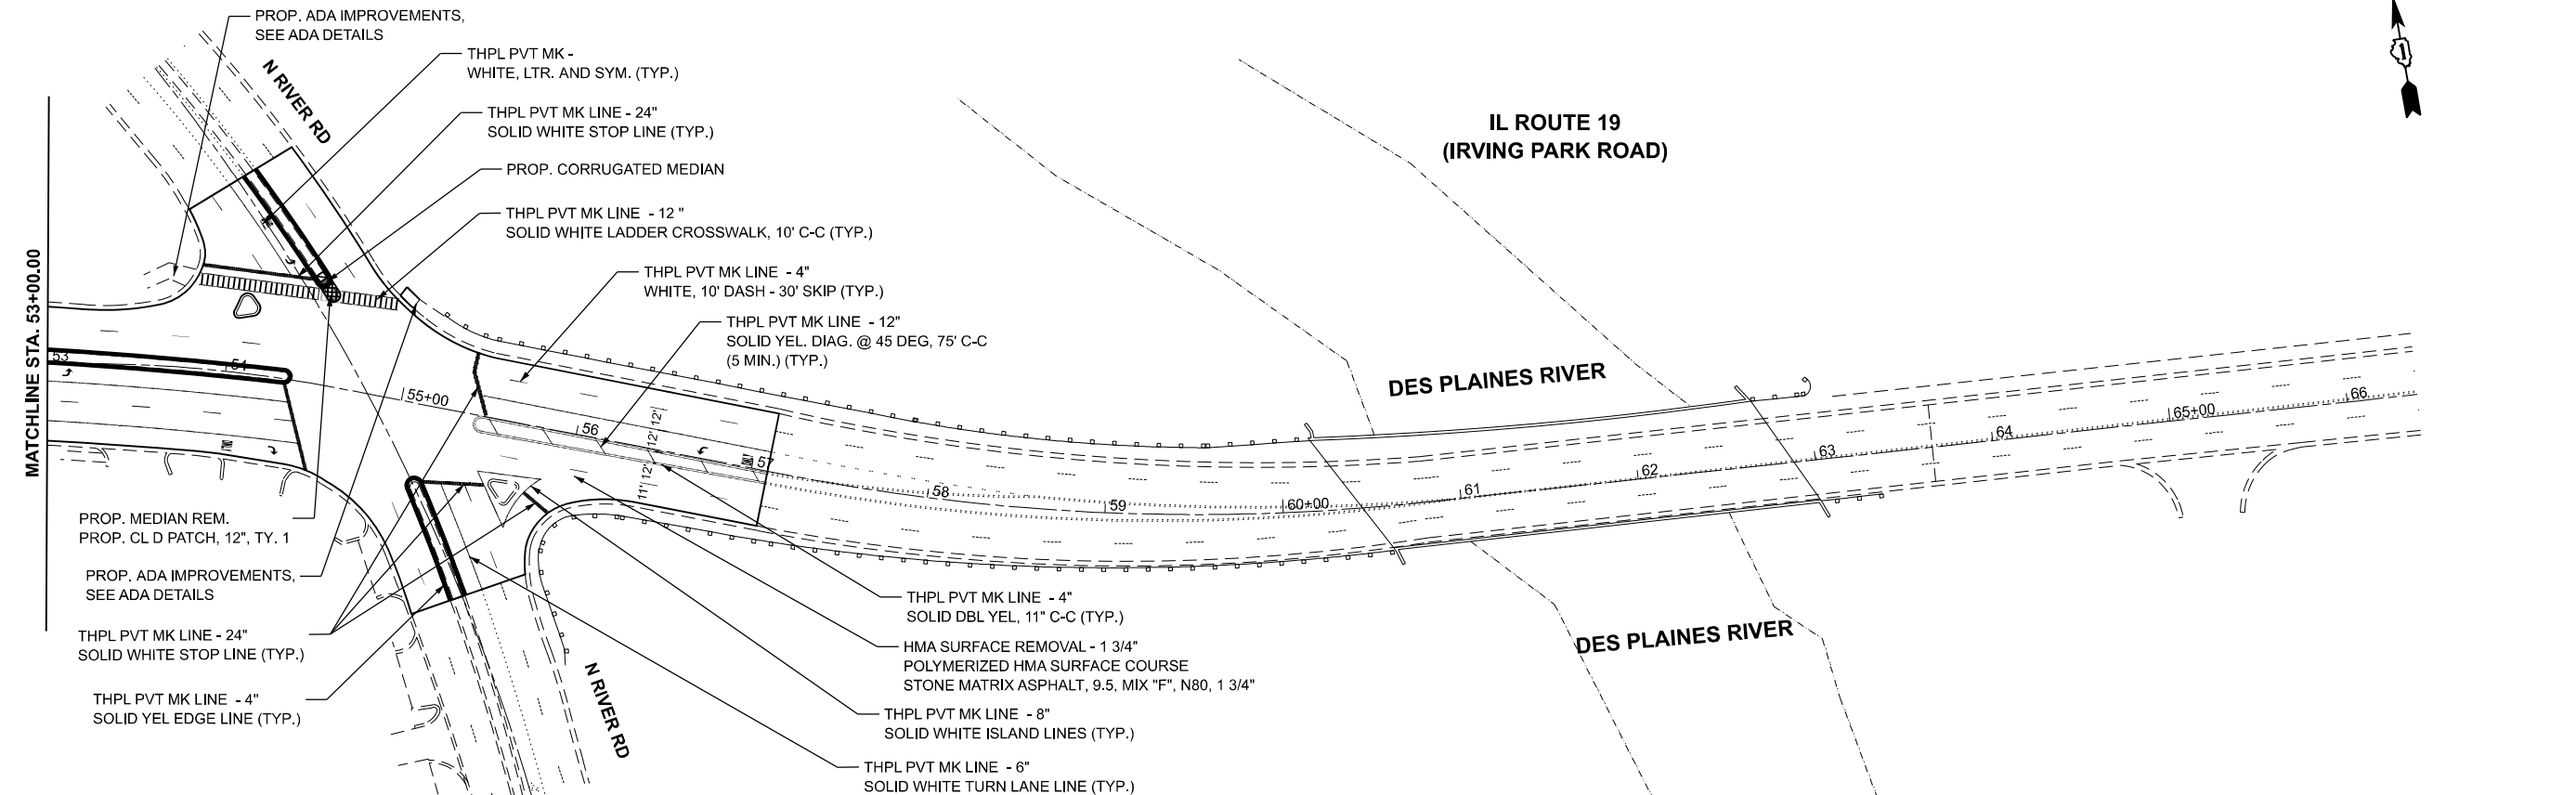 PROP. ADA IMPROVEMENTS,
SEE ADA DETAILS
THPL PVT MK -
WHITE, LTR. AND SYM. (TYP.)
N RIVER RD
THPL PVT MK LINE - 24"
SOLID WHITE STOP LINE (TYP.)
PROP. CORRUGATED MEDIAN
THPL PVT MK LINE - 12 "
SOLID WHITE LADDER CROSSWALK, 10' C-C (TYP.)
THPL PVT MK LINE - 4"
WHITE, 10' DASH - 30' SKIP (TYP.)
THPL PVT MK LINE - 12"
SOLID YEL. DIAG. @ 45 DEG, 75' C-C
(5 MIN.) (TYP.)
IL ROUTE 19
(IRVING PARK ROAD)
DES PLAINES RIVER
MATCHLINE STA. 53+00.00
53
54
55+00
56
57
58
59
60+00
61
62
63
64
65+00
66
11' 12' 12' 12'
PROP. MEDIAN REM.
PROP. CL D PATCH, 12", TY. 1
PROP. ADA IMPROVEMENTS,
SEE ADA DETAILS
THPL PVT MK LINE - 24"
SOLID WHITE STOP LINE (TYP.)
THPL PVT MK LINE - 4"
SOLID YEL EDGE LINE (TYP.)
N RIVER RD
THPL PVT MK LINE - 4"
SOLID DBL YEL, 11" C-C (TYP.)
HMA SURFACE REMOVAL - 1 3/4"
POLYMERIZED HMA SURFACE COURSE
STONE MATRIX ASPHALT, 9.5, MIX "F", N80, 1 3/4"
THPL PVT MK LINE - 8"
SOLID WHITE ISLAND LINES (TYP.)
THPL PVT MK LINE - 6"
SOLID WHITE TURN LANE LINE (TYP.)
DES PLAINES RIVER